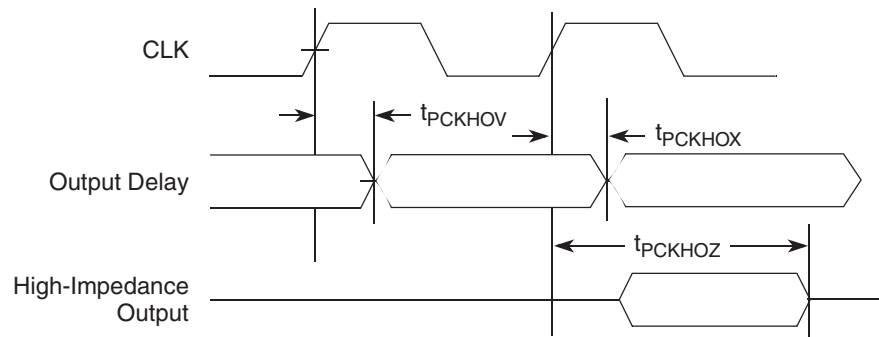 CLK
tPCKHOV
tPCKHOX
Output Delay
tPCKHOZ
High-Impedance
Output